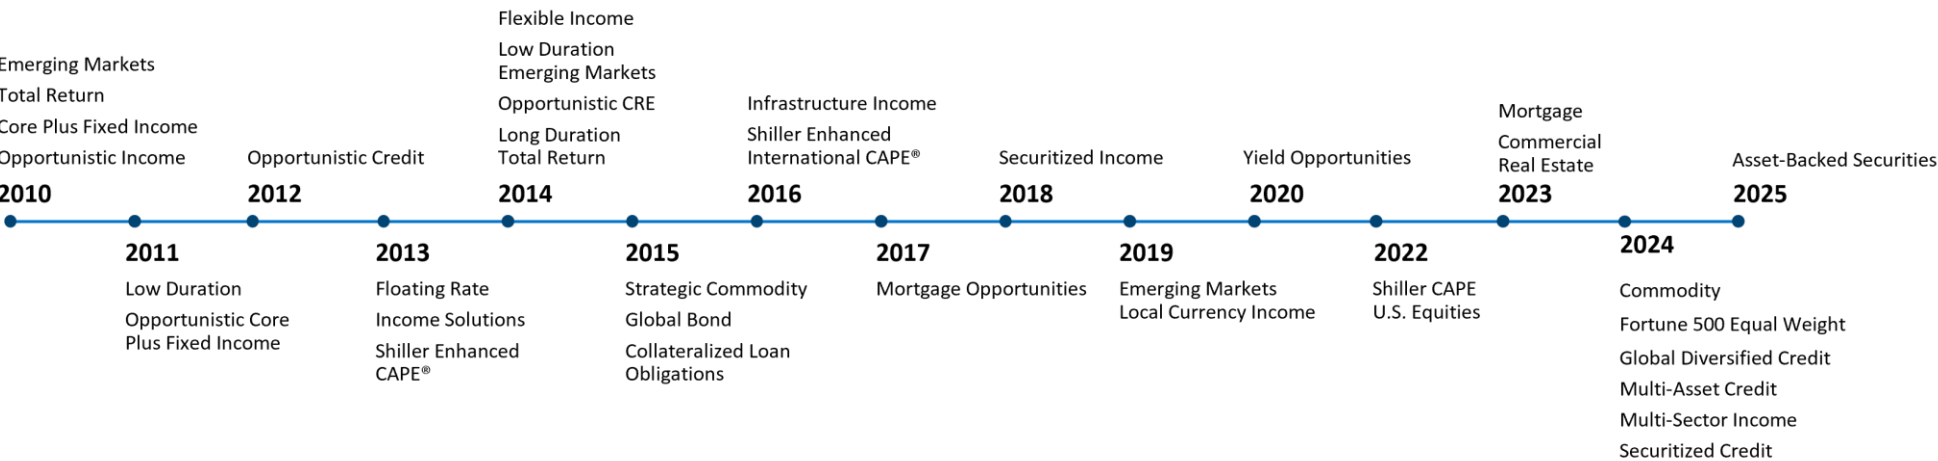 Emerging Markets
Total Return
Core Plus Fixed Income
Opportunistic Income
2010
2011
Low Duration
Opportunistic Core
Plus Fixed Income
Opportunistic Credit
2012
2013
Floating Rate
Income Solutions
Shiller Enhanced
CAPE®
Flexible Income
Low Duration
Emerging Markets
Opportunistic CRE
Long Duration
Total Return
2014
2015
Strategic Commodity
Global Bond
Collateralized Loan
Obligations
Infrastructure Income
Shiller Enhanced
International CAPE®
2016
2017
Mortgage Opportunities
Securitized Income
2018
2019
Emerging Markets
Local Currency Income
Yield Opportunities
2020
2022
Shiller CAPE
U.S. Equities
Mortgage
Commercial
Real Estate
2023
2024
Commodity
Fortune 500 Equal Weight
Global Diversified Credit
Multi-Asset Credit
Multi-Sector Income
Securitized Credit
Asset-Backed Securities
2025